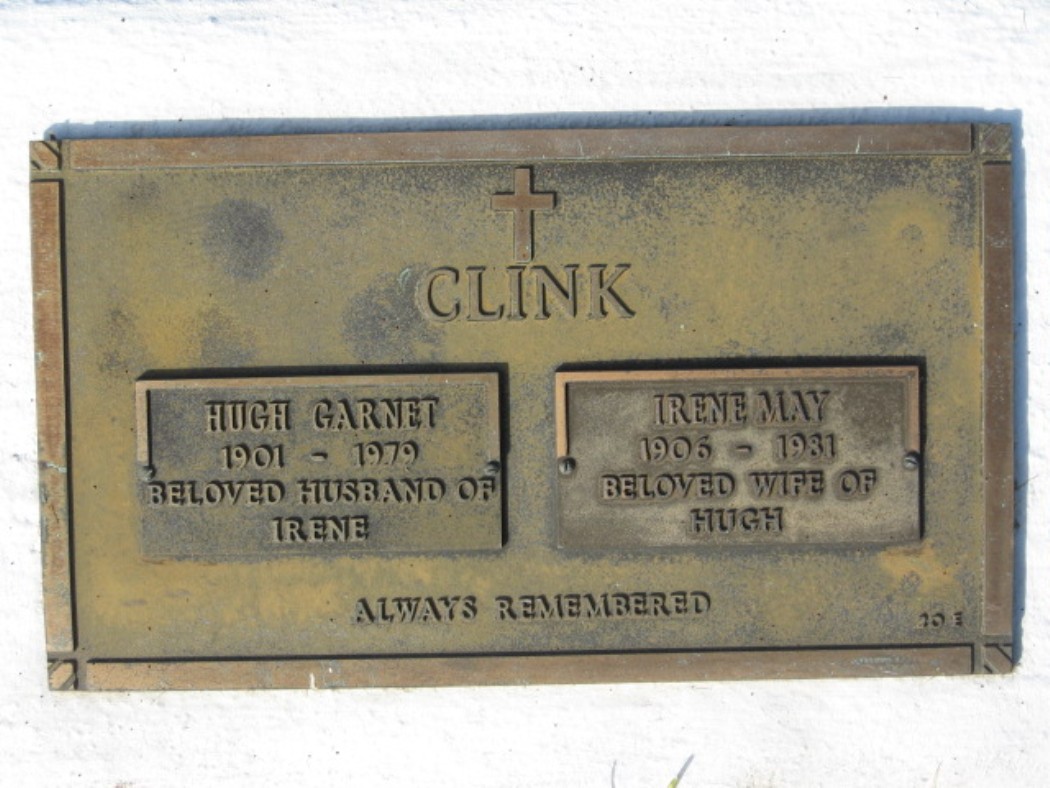 CLINK
HUGH GARNET
1901 - 1979
BELOVED HUSBAND OF
IRENE
IRENE MAY
1906 - 1981
BELOVED WIFE OF
HUGH
ALWAYS REMEMBERED
20 E